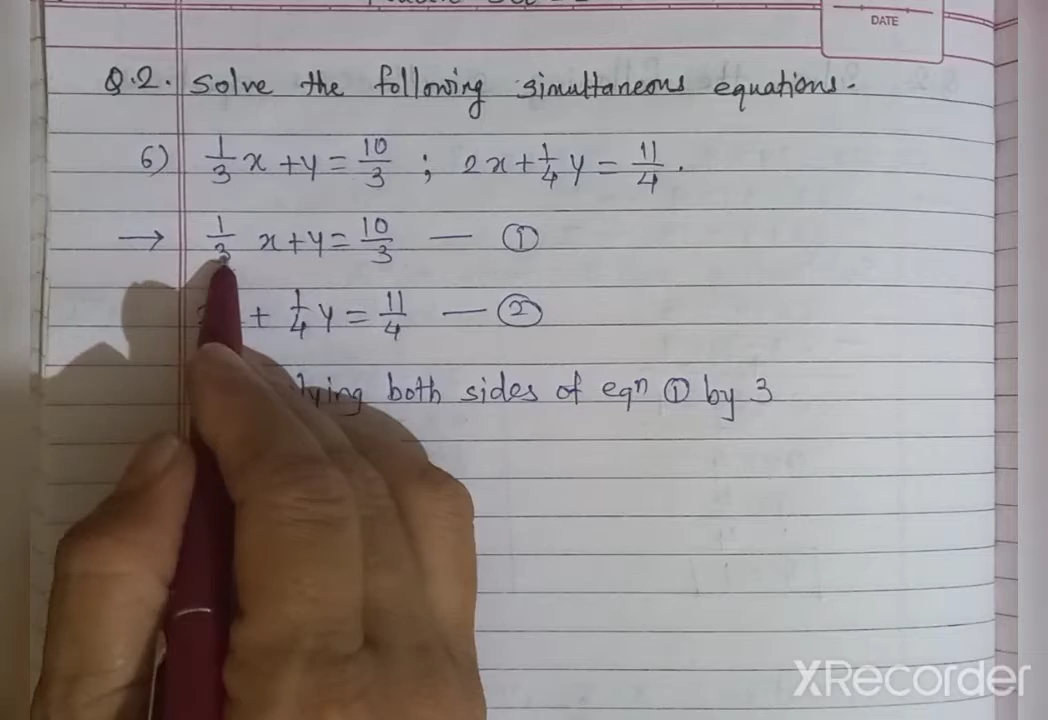 DATE
Q.2. Solve the following simultaneous equations.
6) 1/3 x + y = 10/3 ; 2x + 1/4 y = 11/4 .
→ 1/3 x + y = 10/3 — ①
+ 1/4 y = 11/4 — ②
both sides of eqⁿ ① by 3
XRecorder